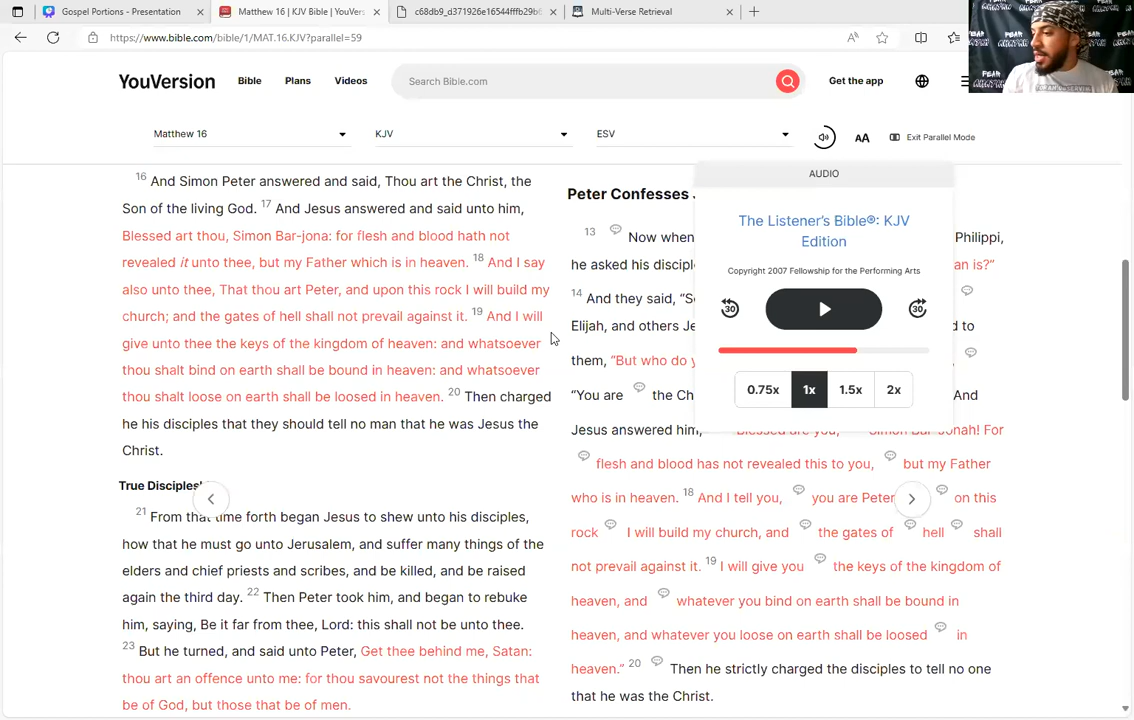 Gospel Portions - Presentation
Matthew 16 | KJV Bible | YouVers
c68db9_d371926e16544fffb29b6
Multi-Verse Retrieval
https://www.bible.com/bible/1/MAT.16.KJV?parallel=59
YouVersion
Bible
Plans
Videos
Search Bible.com
Get the app
Matthew 16
KJV
ESV
AA
Exit Parallel Mode
16 And Simon Peter answered and said, Thou art the Christ, the
Son of the living God. 17 And Jesus answered and said unto him,
Blessed art thou, Simon Bar-jona: for flesh and blood hath not
revealed it unto thee, but my Father which is in heaven. 18 And I say
also unto thee, That thou art Peter, and upon this rock I will build my
church; and the gates of hell shall not prevail against it. 19 And I will
give unto thee the keys of the kingdom of heaven: and whatsoever
thou shalt bind on earth shall be bound in heaven: and whatsoever
thou shalt loose on earth shall be loosed in heaven. 20 Then charged
he his disciples that they should tell no man that he was Jesus the
Christ.
True Disciples
21 From that time forth began Jesus to shew unto his disciples,
how that he must go unto Jerusalem, and suffer many things of the
elders and chief priests and scribes, and be killed, and be raised
again the third day. 22 Then Peter took him, and began to rebuke
him, saying, Be it far from thee, Lord: this shall not be unto thee.
23 But he turned, and said unto Peter, Get thee behind me, Satan:
thou art an offence unto me: for thou savourest not the things that
be of God, but those that be of men.
Peter Confesses
13 Now when Philippi,
he asked his discipl an is?"
14 And they said, "S
Elijah, and others Je d to
them, "But who do y
"You are the Ch And
Jesus answered him, "Blessed are you, Simon Bar-Jonah! For
flesh and blood has not revealed this to you, but my Father
who is in heaven. 18 And I tell you, you are Peter on this
rock I will build my church, and the gates of hell shall
not prevail against it. 19 I will give you the keys of the kingdom of
heaven, and whatever you bind on earth shall be bound in
heaven, and whatever you loose on earth shall be loosed in
heaven." 20 Then he strictly charged the disciples to tell no one
that he was the Christ.
AUDIO
The Listener's Bible®: KJV
Edition
Copyright 2007 Fellowship for the Performing Arts
30
30
0.75x
1x
1.5x
2x